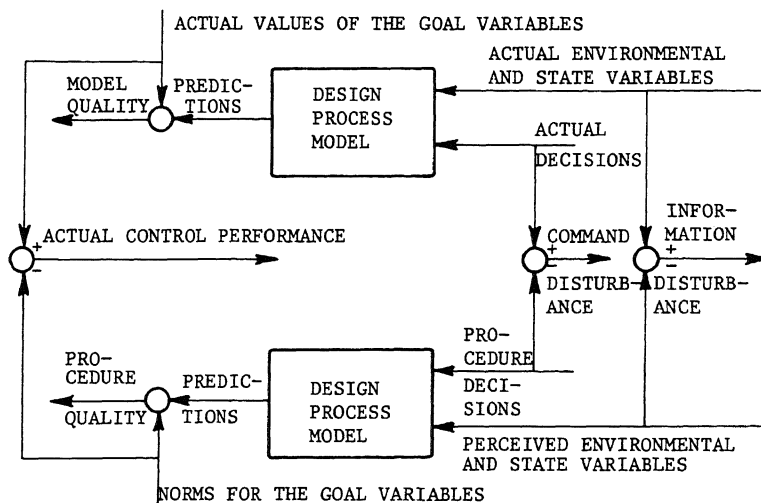 ACTUAL VALUES OF THE GOAL VARIABLES
ACTUAL ENVIRONMENTAL
AND STATE VARIABLES
MODEL
QUALITY
PREDIC-
TIONS
DESIGN
PROCESS
MODEL
ACTUAL
DECISIONS
+
-
ACTUAL CONTROL PERFORMANCE
+
-
COMMAND
DISTURB-
ANCE
+
-
INFOR-
MATION
DISTURB-
ANCE
PRO-
CEDURE
QUALITY
PREDIC-
TIONS
DESIGN
PROCESS
MODEL
PRO-
CEDURE
DECI-
SIONS
PERCEIVED ENVIRONMENTAL
AND STATE VARIABLES
NORMS FOR THE GOAL VARIABLES